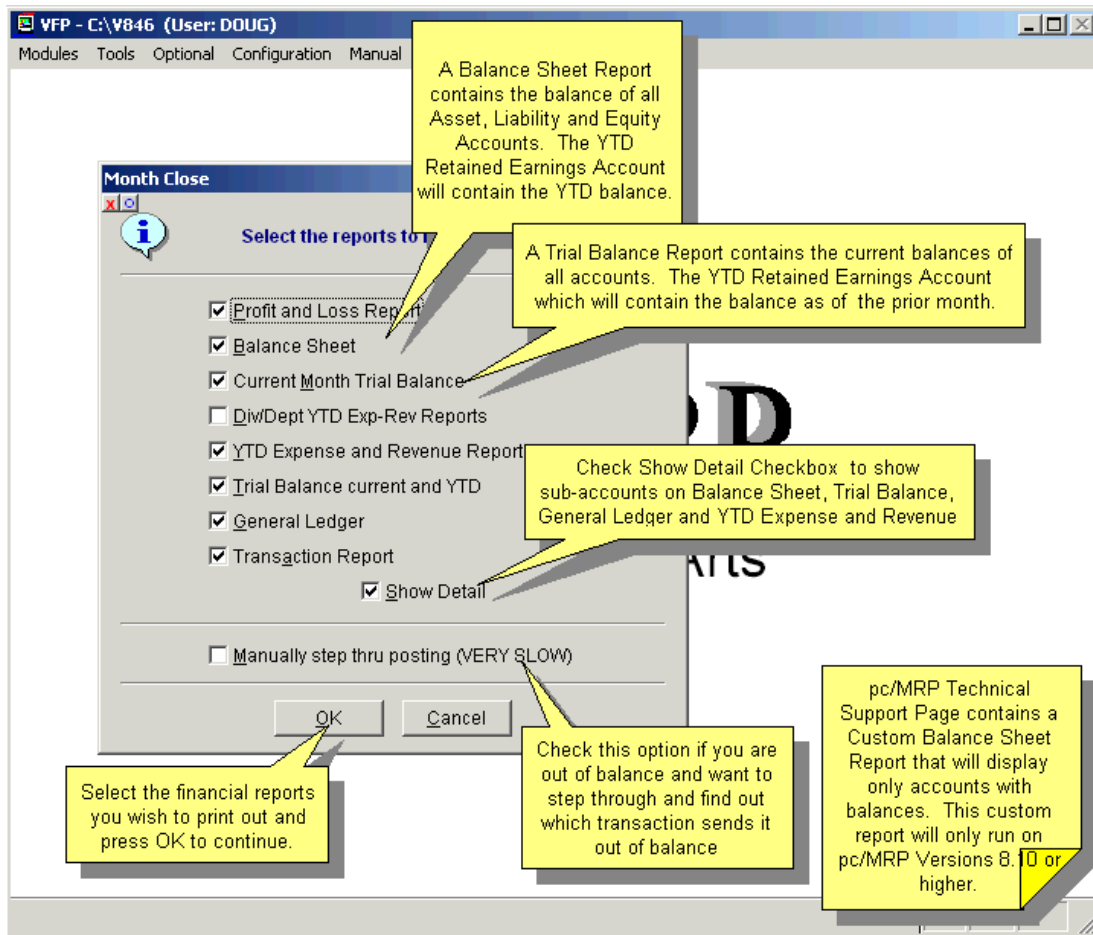 VFP - C:\V846 (User: DOUG)
Modules Tools Optional Configuration Manual
A Balance Sheet Report
contains the balance of all
Asset, Liability and Equity
Accounts. The YTD
Retained Earnings Account
will contain the YTD balance.
Month Close
Select the reports to
A Trial Balance Report contains the current balances of
all accounts. The YTD Retained Earnings Account
which will contain the balance as of the prior month.
Profit and Loss Report
Balance Sheet
Current Month Trial Balance
Div/Dept YTD Exp-Rev Reports
YTD Expense and Revenue Report
Trial Balance current and YTD
General Ledger
Transaction Report
Show Detail
Check Show Detail Checkbox to show
sub-accounts on Balance Sheet, Trial Balance,
General Ledger and YTD Expense and Revenue
Manually step thru posting (VERY SLOW)
OK Cancel
Select the financial reports
you wish to print out and
press OK to continue.
Check this option if you are
out of balance and want to
step through and find out
which transaction sends it
out of balance
pc/MRP Technical
Support Page contains a
Custom Balance Sheet
Report that will display
only accounts with
balances. This custom
report will only run on
pc/MRP Versions 8.10 or
higher.